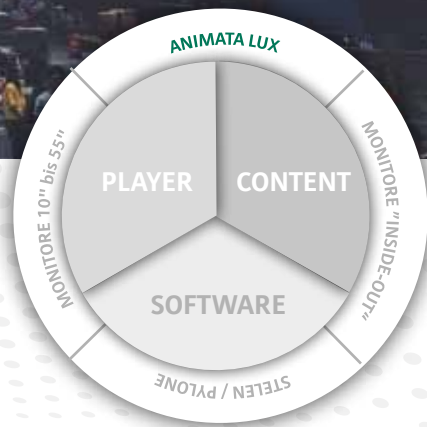 ANIMATA LUX
PLAYER
CONTENT
SOFTWARE
MONITORE 10" bis 55"
MONITORE "INSIDE-OUT"
STELEN / PYLONE